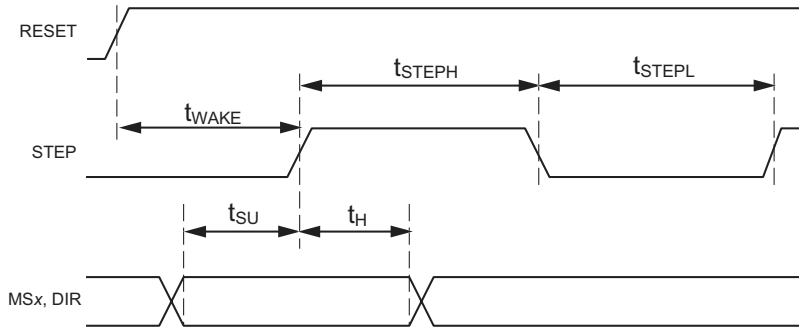 RESET
tSTEPH
tSTEPL
tWAKE
STEP
tSU
tH
MSx, DIR